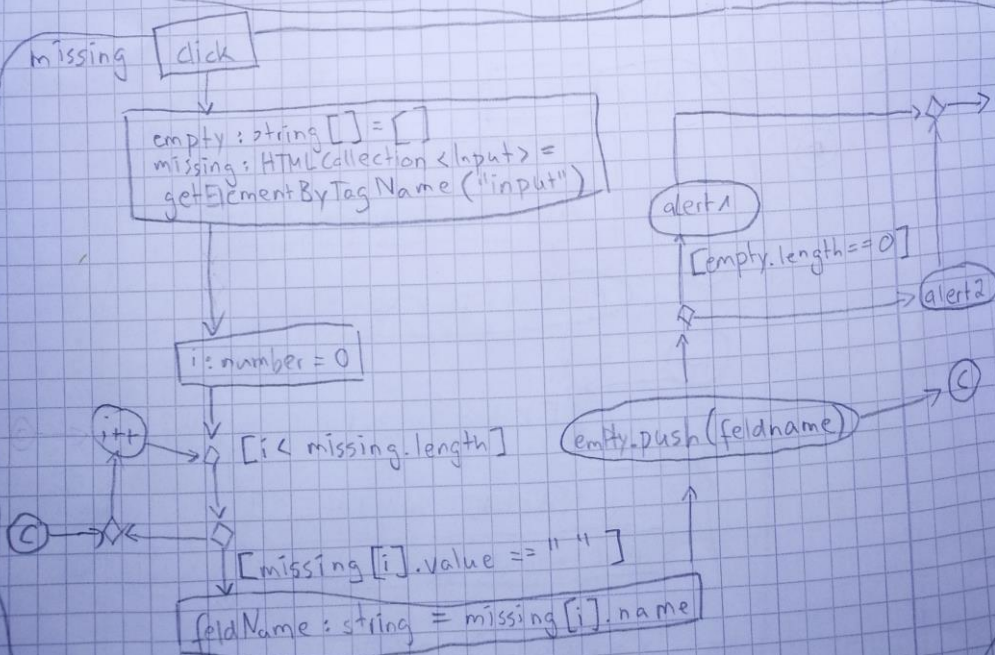 missing
click
empty : string [] = []
missing : HTMLCollection <Input> =
getElementByTagName ("input")
i : number = 0
i++
[i < missing.length]
C
[missing [i].value == " "]
feldName : string = missing [i].name
empty.push (feldname)
C
[empty.length == 0]
alert1
alert2